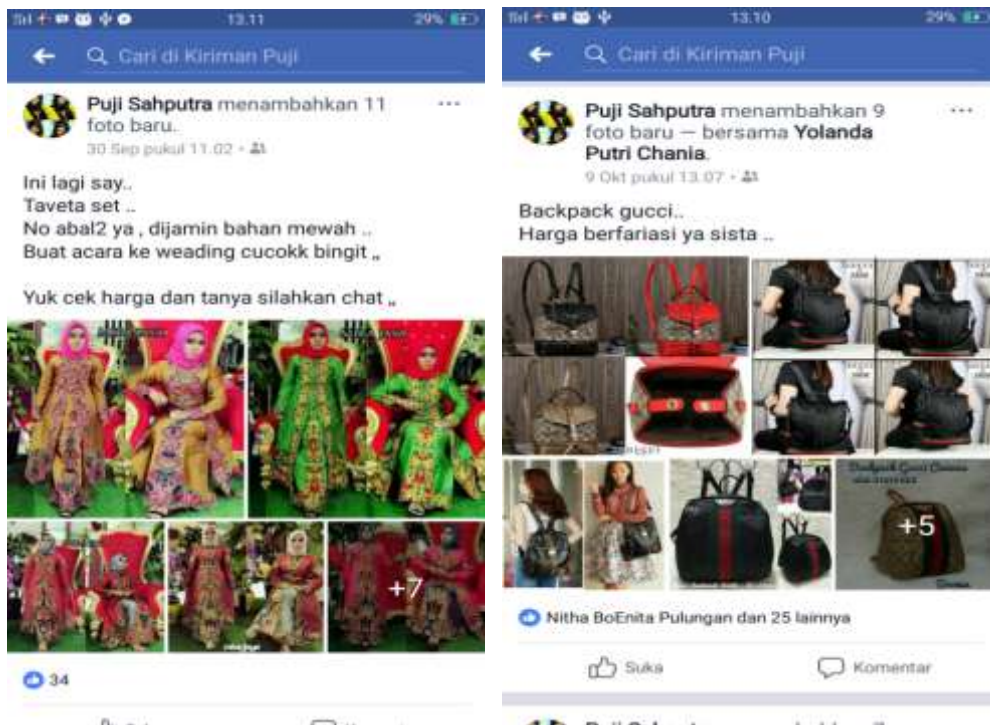 13.11
29%
Cari di Kiriman Puji
Puji Sahputra menambahkan 11
foto baru.
30 Sep pukul 11.02
Ini lagi say..
Taveta set ..
No abal2 ya , dijamin bahan mewah ..
Buat acara ke weading cucokk bingit ,,
Yuk cek harga dan tanya silahkan chat ,,
+7
34
13.10
29%
Cari di Kiriman Puji
Puji Sahputra menambahkan 9
foto baru — bersama Yolanda
Putri Chania.
9 Okt pukul 13.07
Backpack gucci..
Harga berfariasi ya sista ..
+5
Nitha BoEnita Pulungan dan 25 lainnya
Suka
Komentar